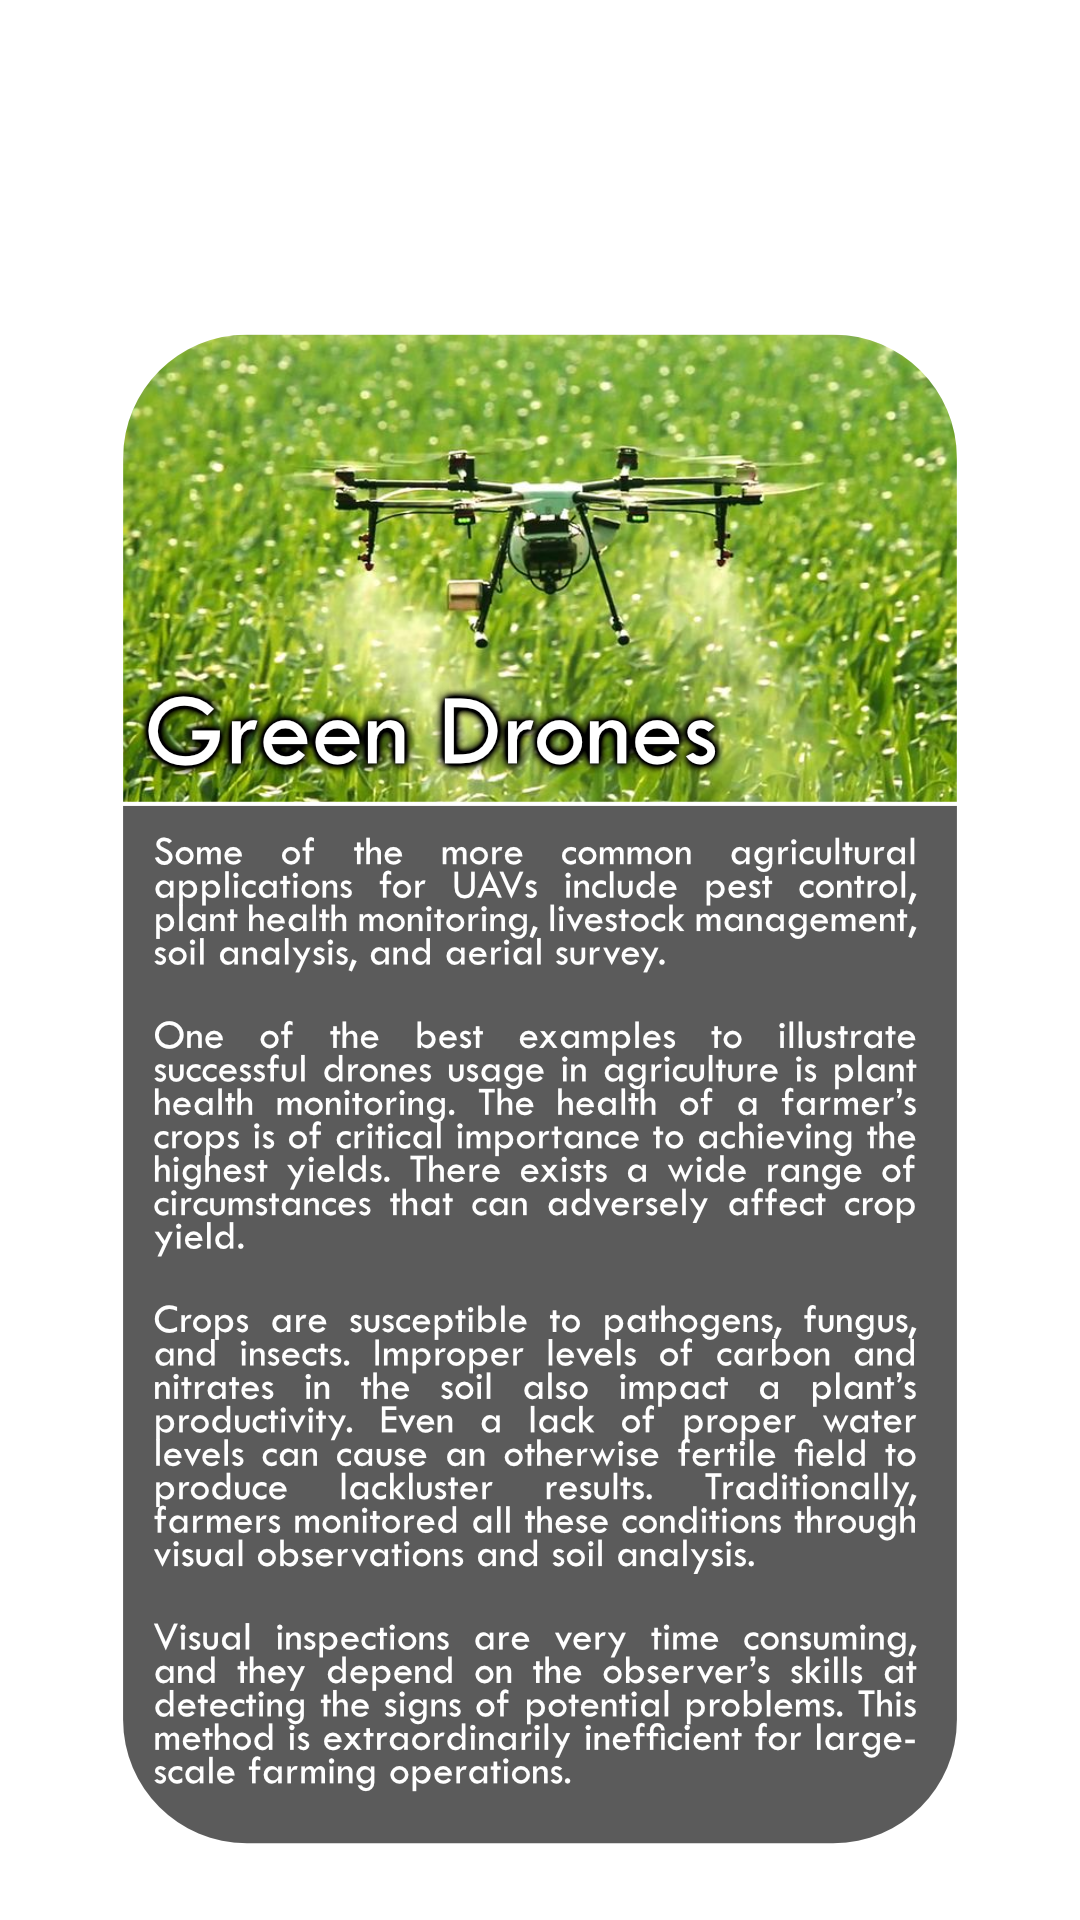 Green Drones
Some of the more common agricultural
applications for UAVs include pest control,
plant health monitoring, livestock management,
soil analysis, and aerial survey.
One of the best examples to illustrate
successful drones usage in agriculture is plant
health monitoring. The health of a farmer’s
crops is of critical importance to achieving the
highest yields. There exists a wide range of
circumstances that can adversely affect crop
yield.
Crops are susceptible to pathogens, fungus,
and insects. Improper levels of carbon and
nitrates in the soil also impact a plant’s
productivity. Even a lack of proper water
levels can cause an otherwise fertile field to
produce lackluster results. Traditionally,
farmers monitored all these conditions through
visual observations and soil analysis.
Visual inspections are very time consuming,
and they depend on the observer’s skills at
detecting the signs of potential problems. This
method is extraordinarily inefficient for large-
scale farming operations.